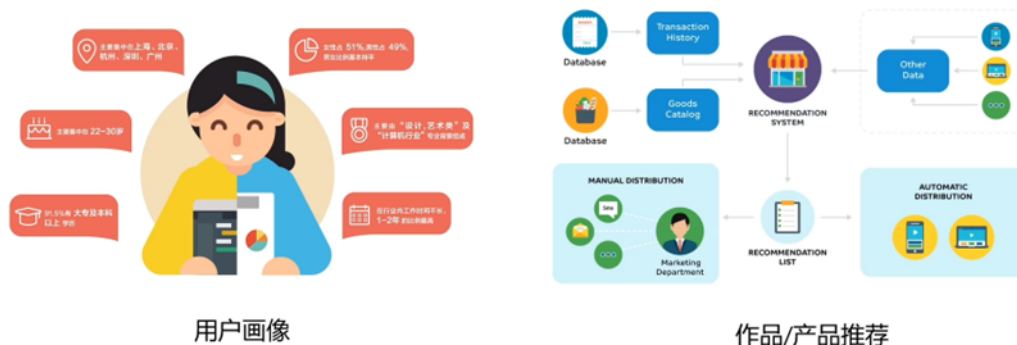 主要集中在上海、北京、
杭州、深圳、广州
女性占 51%,男性占 49%,
男女比例基本持平
主要集中在 22-30岁
主要由“设计,艺术类”及
“计算机行业”专业背景组成
91.5%有 大专及本科
以上 学历
在行业内工作时间不长,
1-2年 的比例最高
用户画像
Database
Transaction
History
Database
Goods
Catalog
RECOMMENDATION
SYSTEM
Other
Data
MANUAL DISTRIBUTION
Sms
Marketing
Department
RECOMMENDATION
LIST
AUTOMATIC
DISTRIBUTION
作品/产品推荐